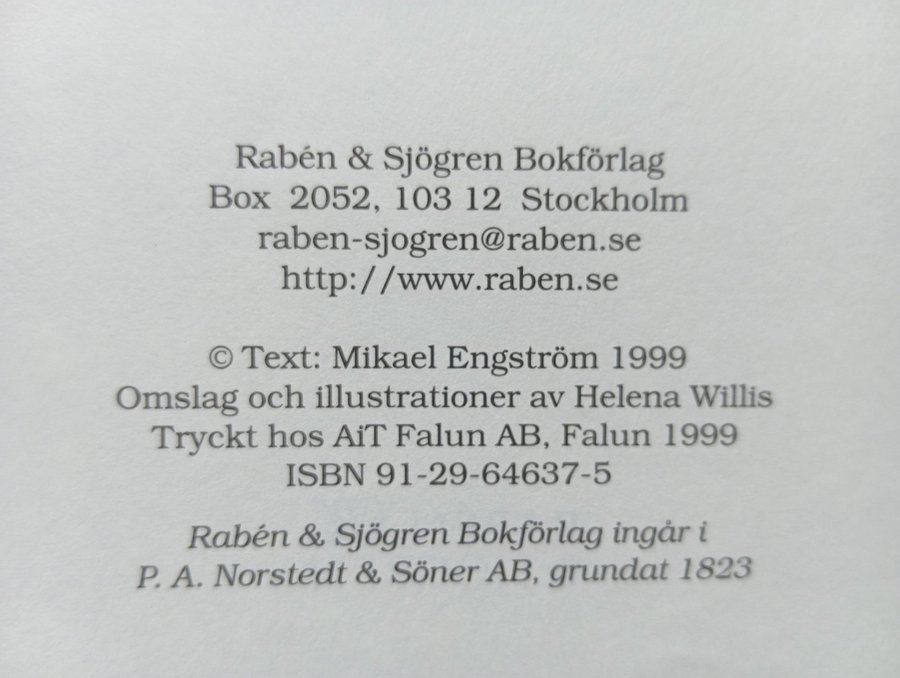 Rabén & Sjögren Bokförlag
Box 2052, 103 12 Stockholm
raben-sjogren@raben.se
http://www.raben.se
© Text: Mikael Engström 1999
Omslag och illustrationer av Helena Willis
Tryckt hos AiT Falun AB, Falun 1999
ISBN 91-29-64637-5
Rabén & Sjögren Bokförlag ingår i
P. A. Norstedt & Söner AB, grundat 1823